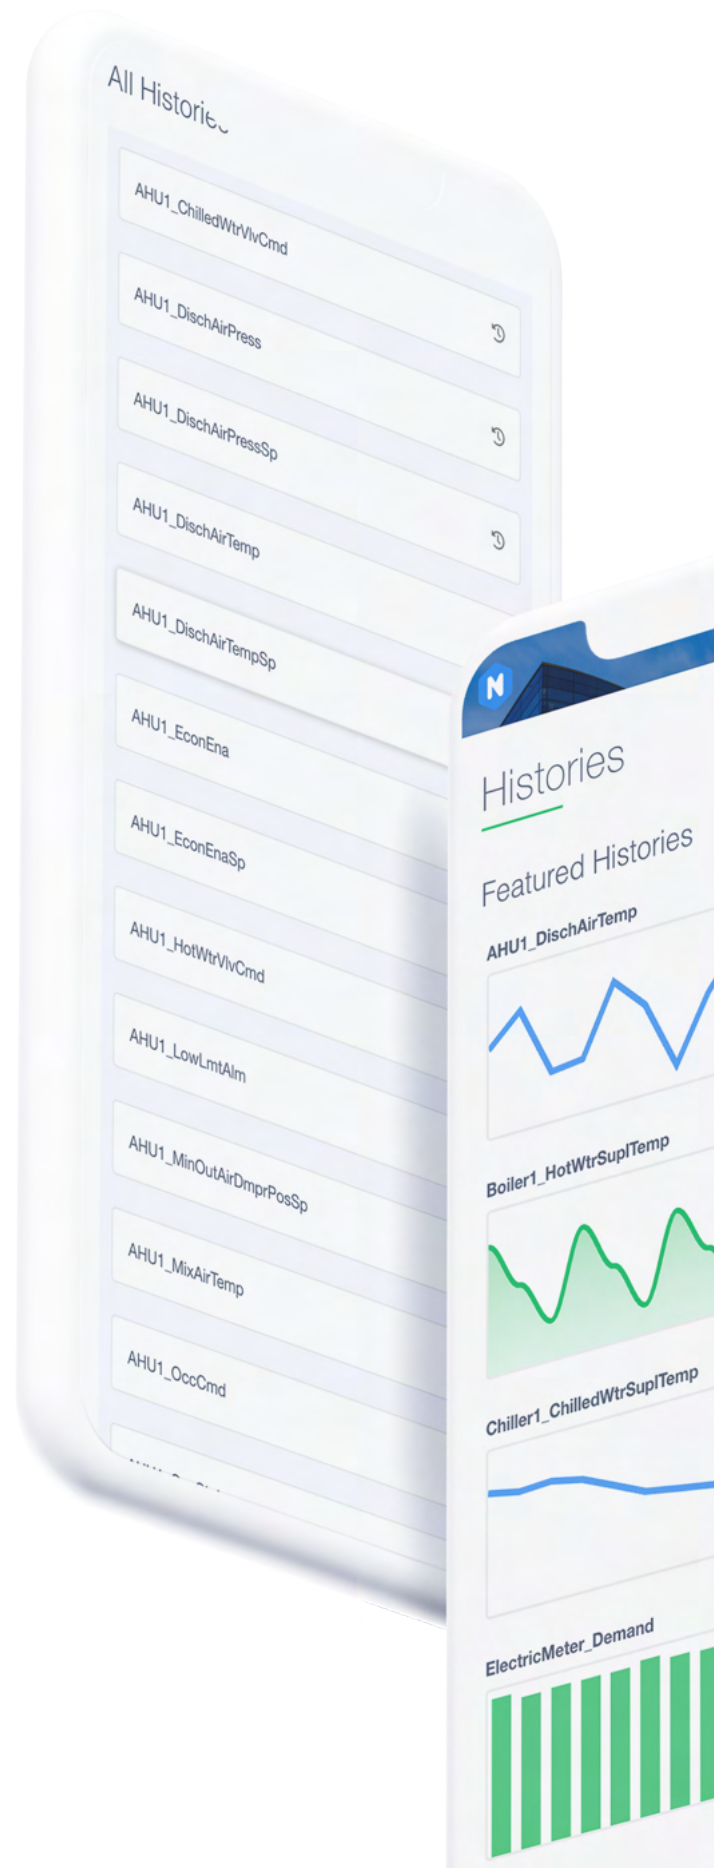 All Histories
AHU1_ChilledWtrVlvCmd
AHU1_DischAirPress
AHU1_DischAirPressSp
AHU1_DischAirTemp
AHU1_DischAirTempSp
AHU1_EconEna
AHU1_EconEnaSp
AHU1_HotWtrVlvCmd
AHU1_LowLmtAlm
AHU1_MinOutAirDmprPosSp
AHU1_MixAirTemp
AHU1_OccCmd
N
Histories
Featured Histories
AHU1_DischAirTemp
Boiler1_HotWtrSuplTemp
Chiller1_ChilledWtrSuplTemp
ElectricMeter_Demand